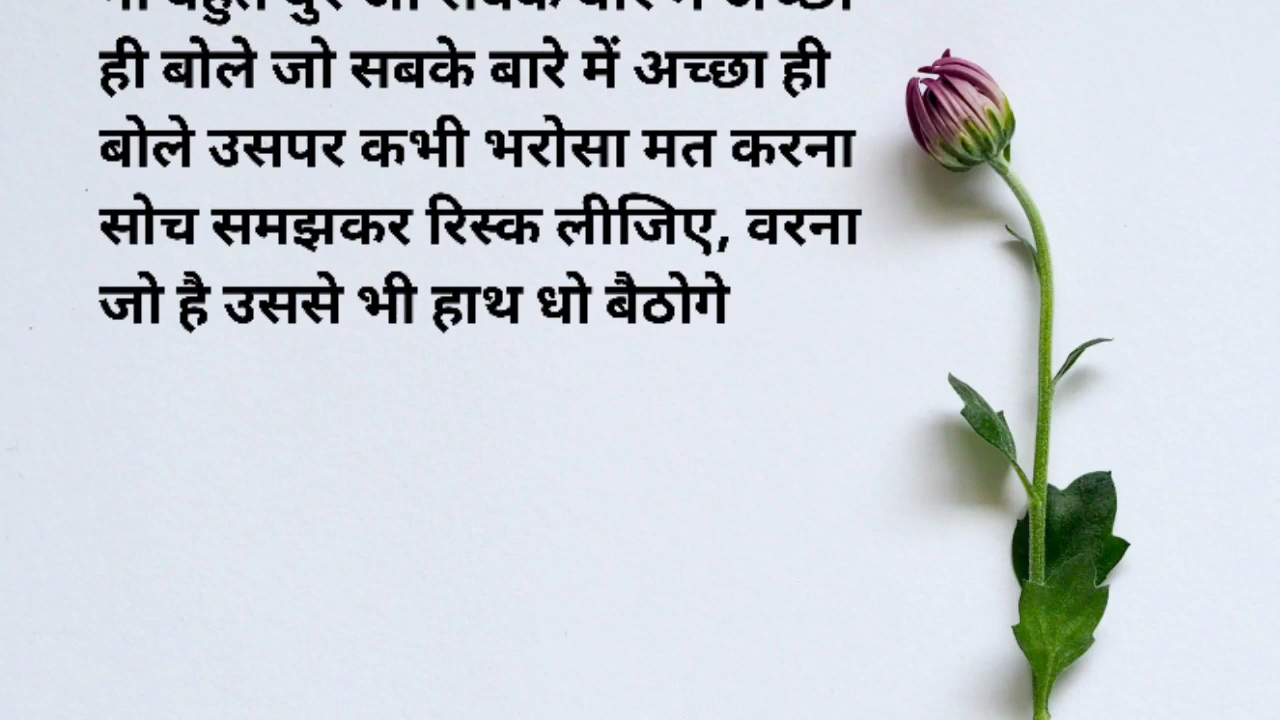 ही बोले जो सबके बारे में अच्छा ही
बोले उसपर कभी भरोसा मत करना
सोच समझकर रिस्क लीजिए, वरना
जो है उससे भी हाथ धो बैठोगे